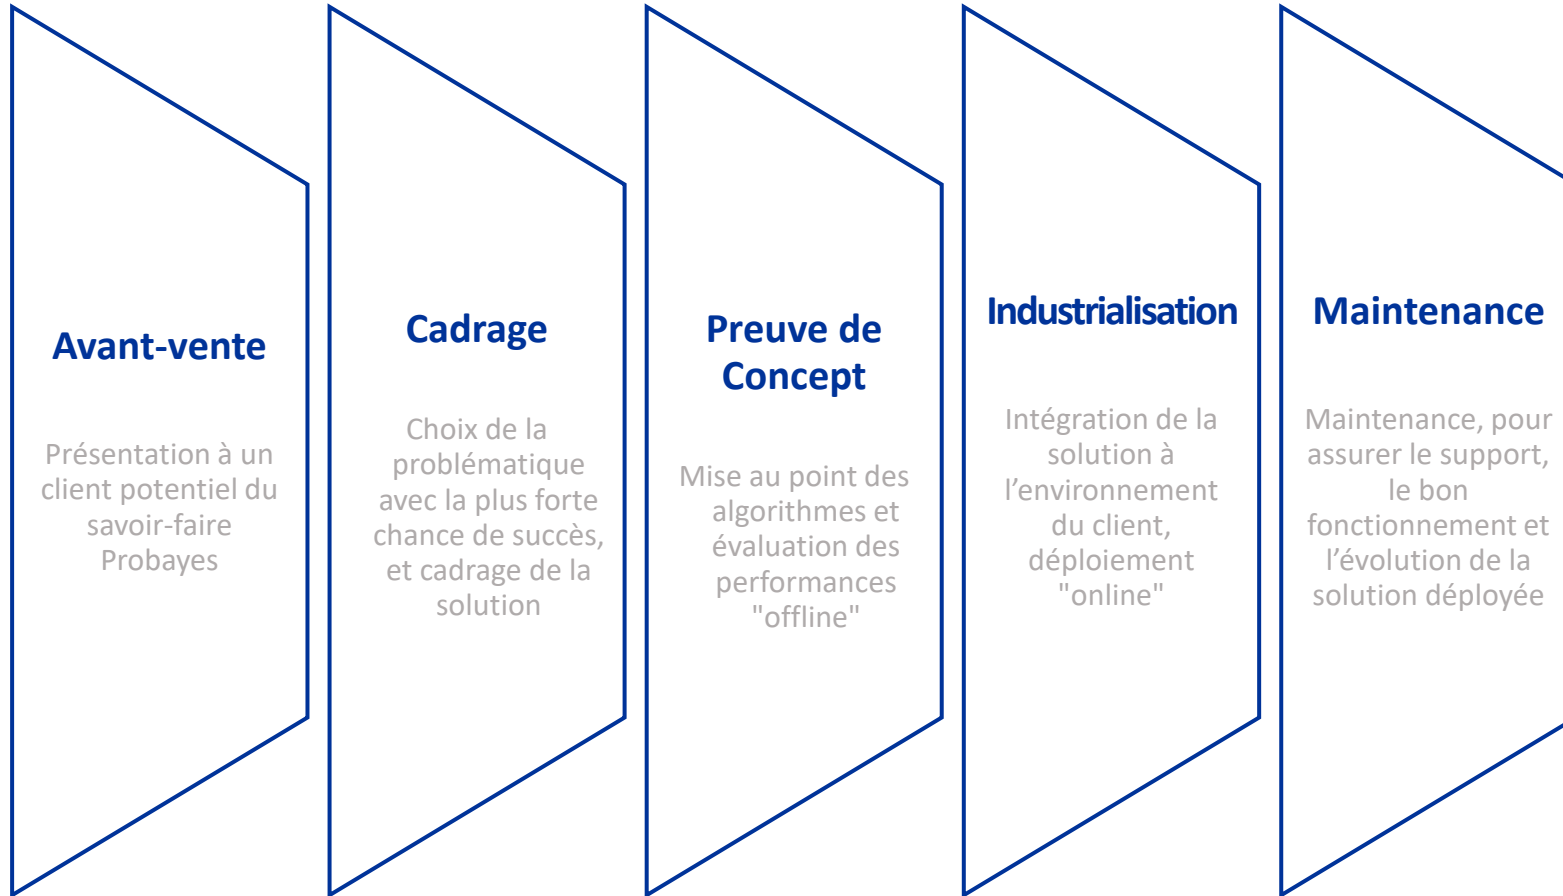 Avant-vente
Présentation à un
client potentiel du
savoir-faire
Probayes
Cadrage
Choix de la
problématique
avec la plus forte
chance de succès,
et cadrage de la
solution
Preuve de
Concept
Mise au point des
algorithmes et
évaluation des
performances
"offline"
Industrialisation
Intégration de la
solution à
l’environnement
du client,
déploiement
"online"
Maintenance
Maintenance, pour
assurer le support,
le bon
fonctionnement et
l’évolution de la
solution déployée